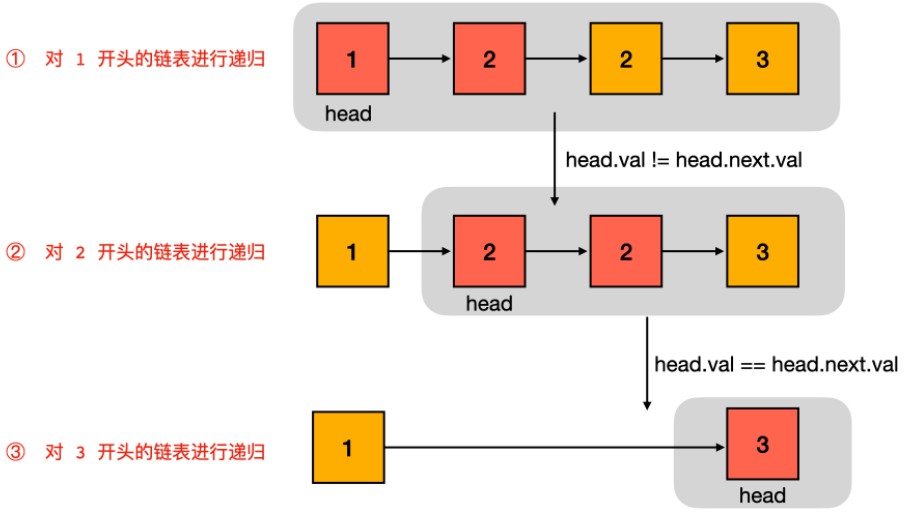 ① 对 1 开头的链表进行递归
1 2 2 3
head
head.val != head.next.val
② 对 2 开头的链表进行递归
1 2 2 3
head
head.val == head.next.val
③ 对 3 开头的链表进行递归
1 3
head